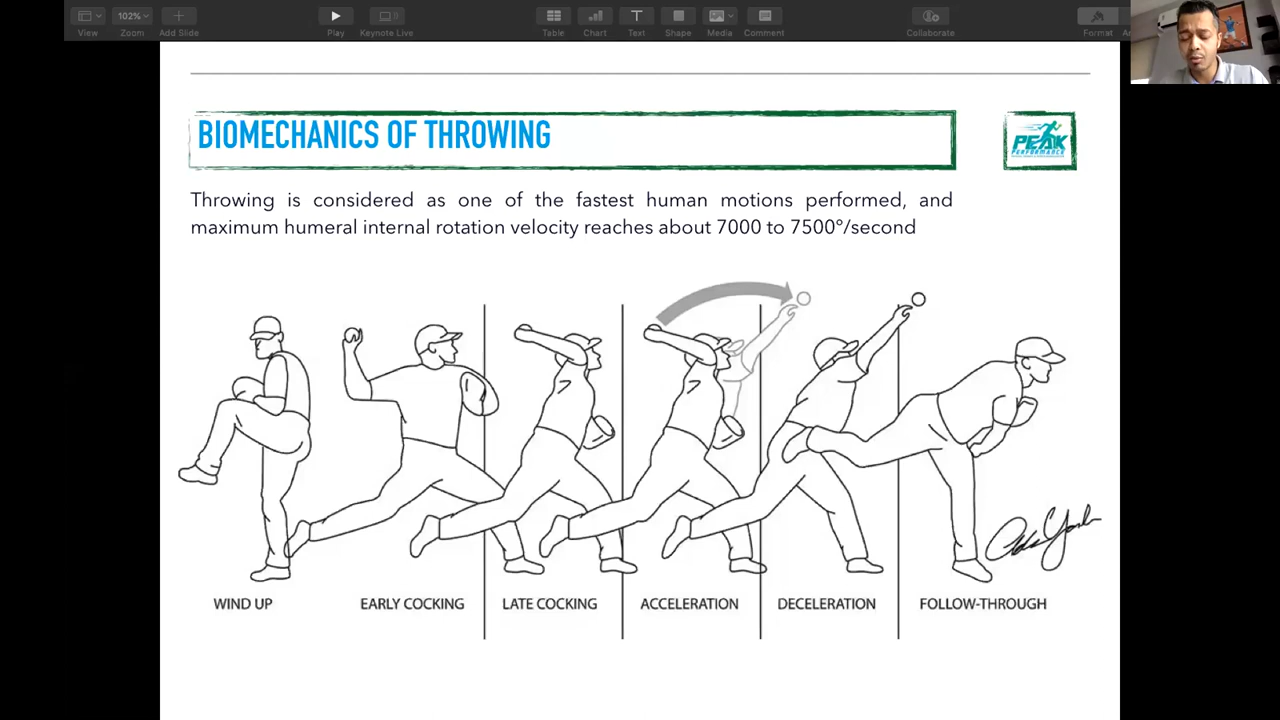 View
102%
Zoom
Add Slide
Play
Keynote Live
Table
Chart
Text
Shape
Media
Comment
Collaborate
Format
BIOMECHANICS OF THROWING
PEAK
PERFORMANCE
Throwing is considered as one of the fastest human motions performed, and
maximum humeral internal rotation velocity reaches about 7000 to 7500°/second
WIND UP
EARLY COCKING
LATE COCKING
ACCELERATION
DECELERATION
FOLLOW-THROUGH